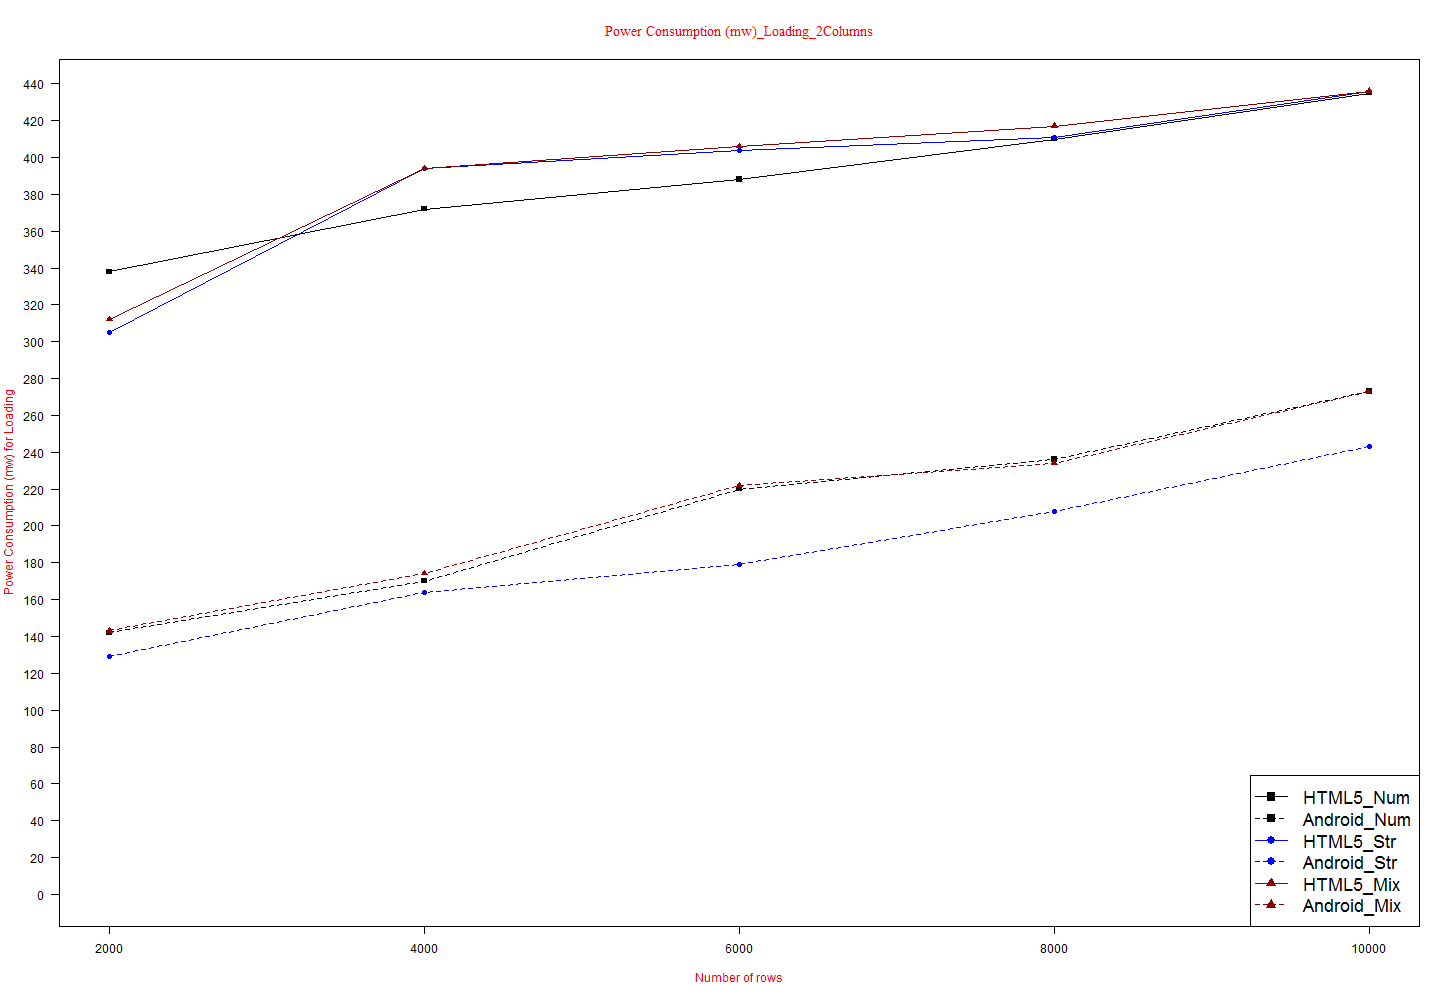 Power Consumption (mw)_Loading_2Columns
Power Consumption (mw) for Loading
440
420
400
380
360
340
320
300
280
260
240
220
200
180
160
140
120
100
80
60
40
20
0
HTML5_Num
Android_Num
HTML5_Str
Android_Str
HTML5_Mix
Android_Mix
2000 4000 6000 8000 10000
Number of rows